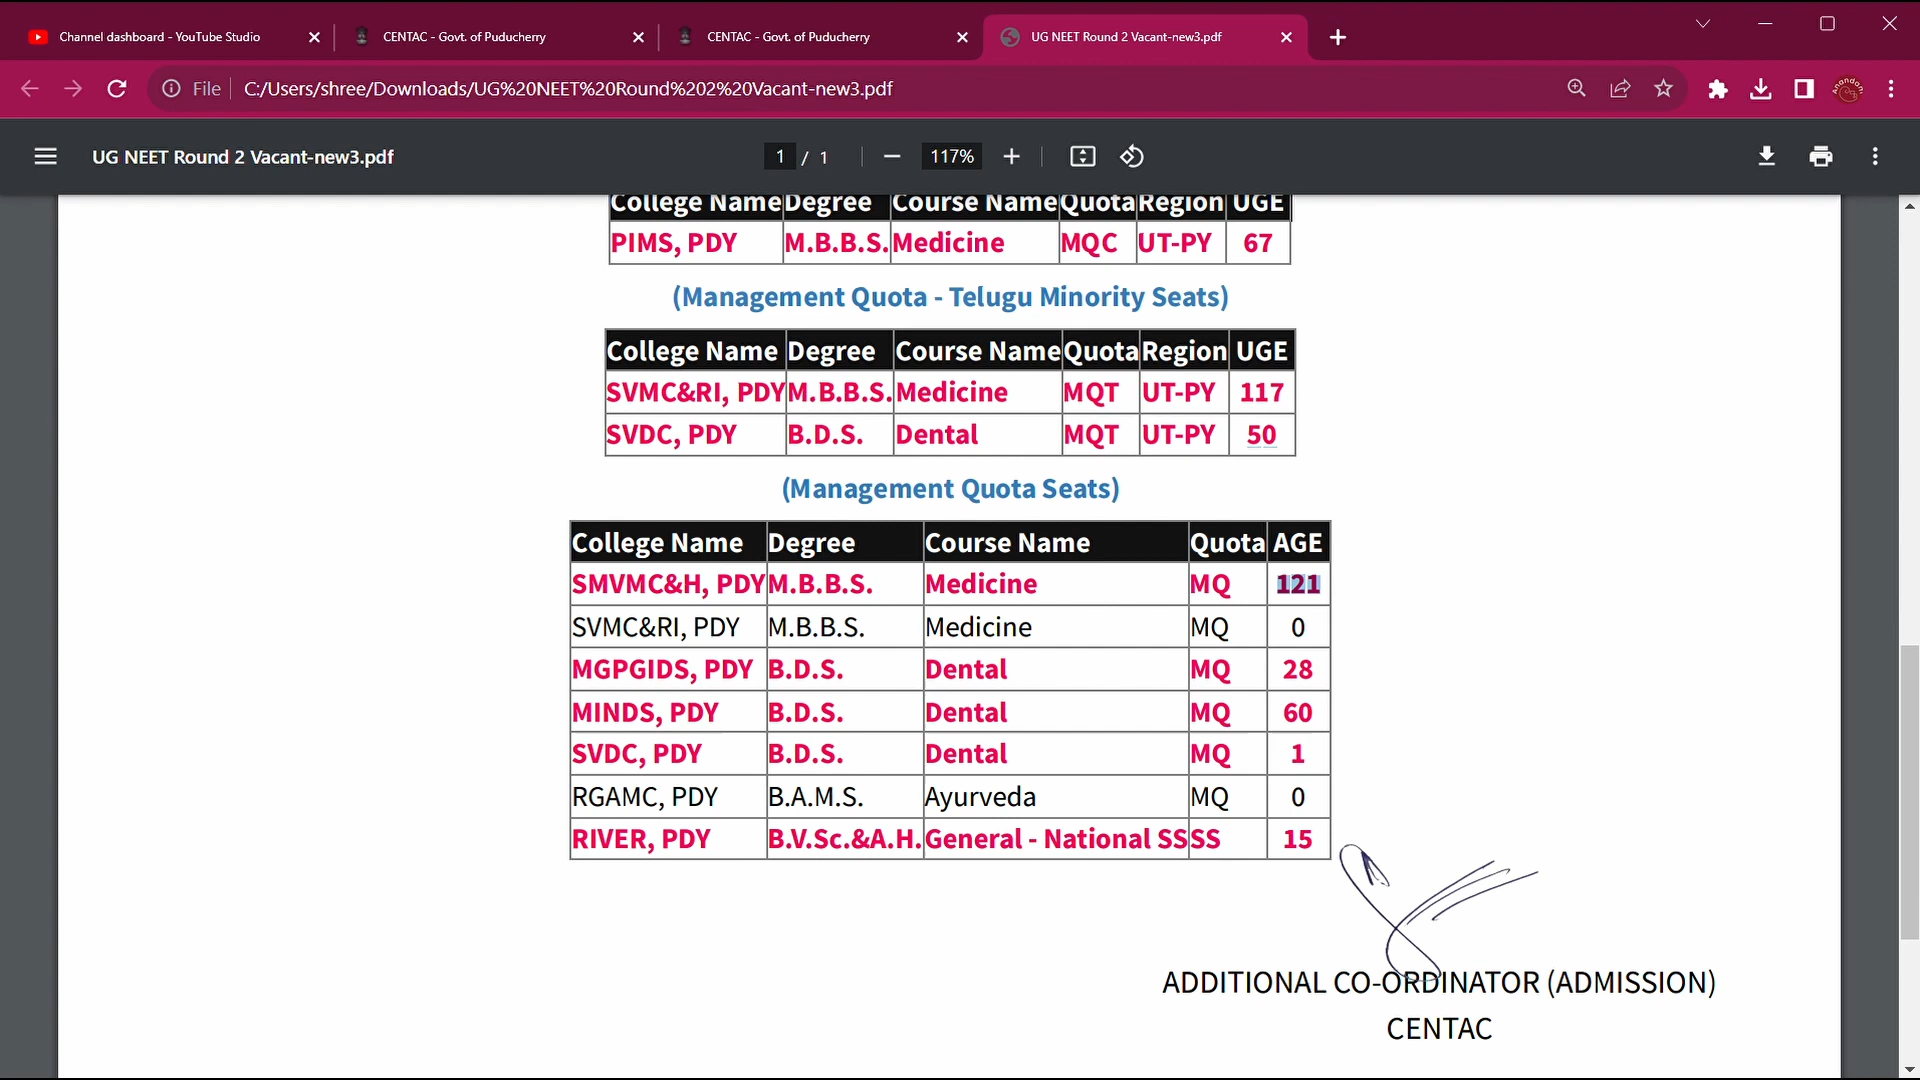 Channel dashboard - YouTube Studio
CENTAC - Govt. of Puducherry
CENTAC - Govt. of Puducherry
UG NEET Round 2 Vacant-new3.pdf
File
C:/Users/shree/Downloads/UG%20NEET%20Round%202%20Vacant-new3.pdf
UG NEET Round 2 Vacant-new3.pdf
1 / 1
117%
College Name Degree Course Name Quota Region UGE
PIMS, PDY M.B.B.S. Medicine MQC UT-PY 67
(Management Quota - Telugu Minority Seats)
College Name Degree Course Name Quota Region UGE
SVMC&RI, PDY M.B.B.S. Medicine MQT UT-PY 117
SVDC, PDY B.D.S. Dental MQT UT-PY 50
(Management Quota Seats)
College Name Degree Course Name Quota AGE
SMVMC&H, PDY M.B.B.S. Medicine MQ 121
SVMC&RI, PDY M.B.B.S. Medicine MQ 0
MGPGIDS, PDY B.D.S. Dental MQ 28
MINDS, PDY B.D.S. Dental MQ 60
SVDC, PDY B.D.S. Dental MQ 1
RGAMC, PDY B.A.M.S. Ayurveda MQ 0
RIVER, PDY B.V.Sc.&A.H. General - National SS SS 15
ADDITIONAL CO-ORDINATOR (ADMISSION)
CENTAC